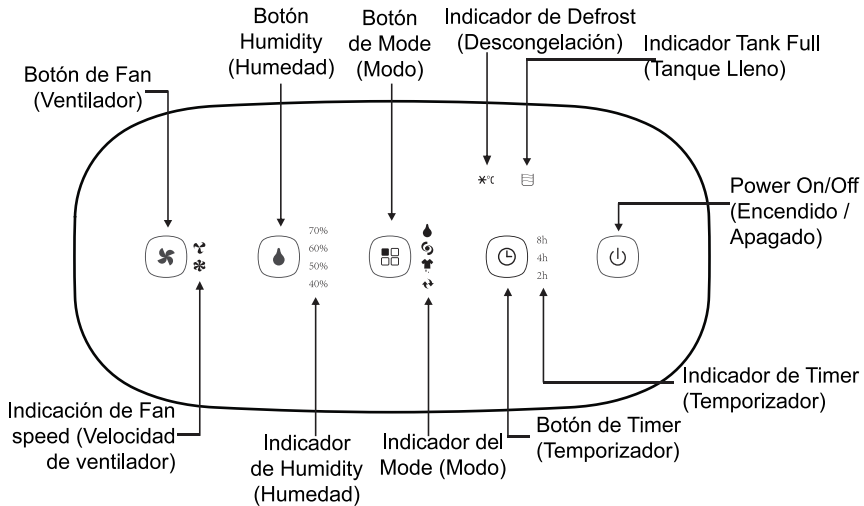 Botón
Humidity
(Humedad)
Botón
de Mode
(Modo)
Indicador de Defrost
(Descongelación)
Indicador Tank Full
(Tanque Lleno)
Botón de Fan
(Ventilador)
Power On/Off
(Encendido /
Apagado)
70%
60%
50%
40%
8h
4h
2h
Indicación de Fan
speed (Velocidad
de ventilador)
Indicador
de Humidity
(Humedad)
Indicador del
Mode (Modo)
Botón de Timer
(Temporizador)
Indicador de Timer
(Temporizador)